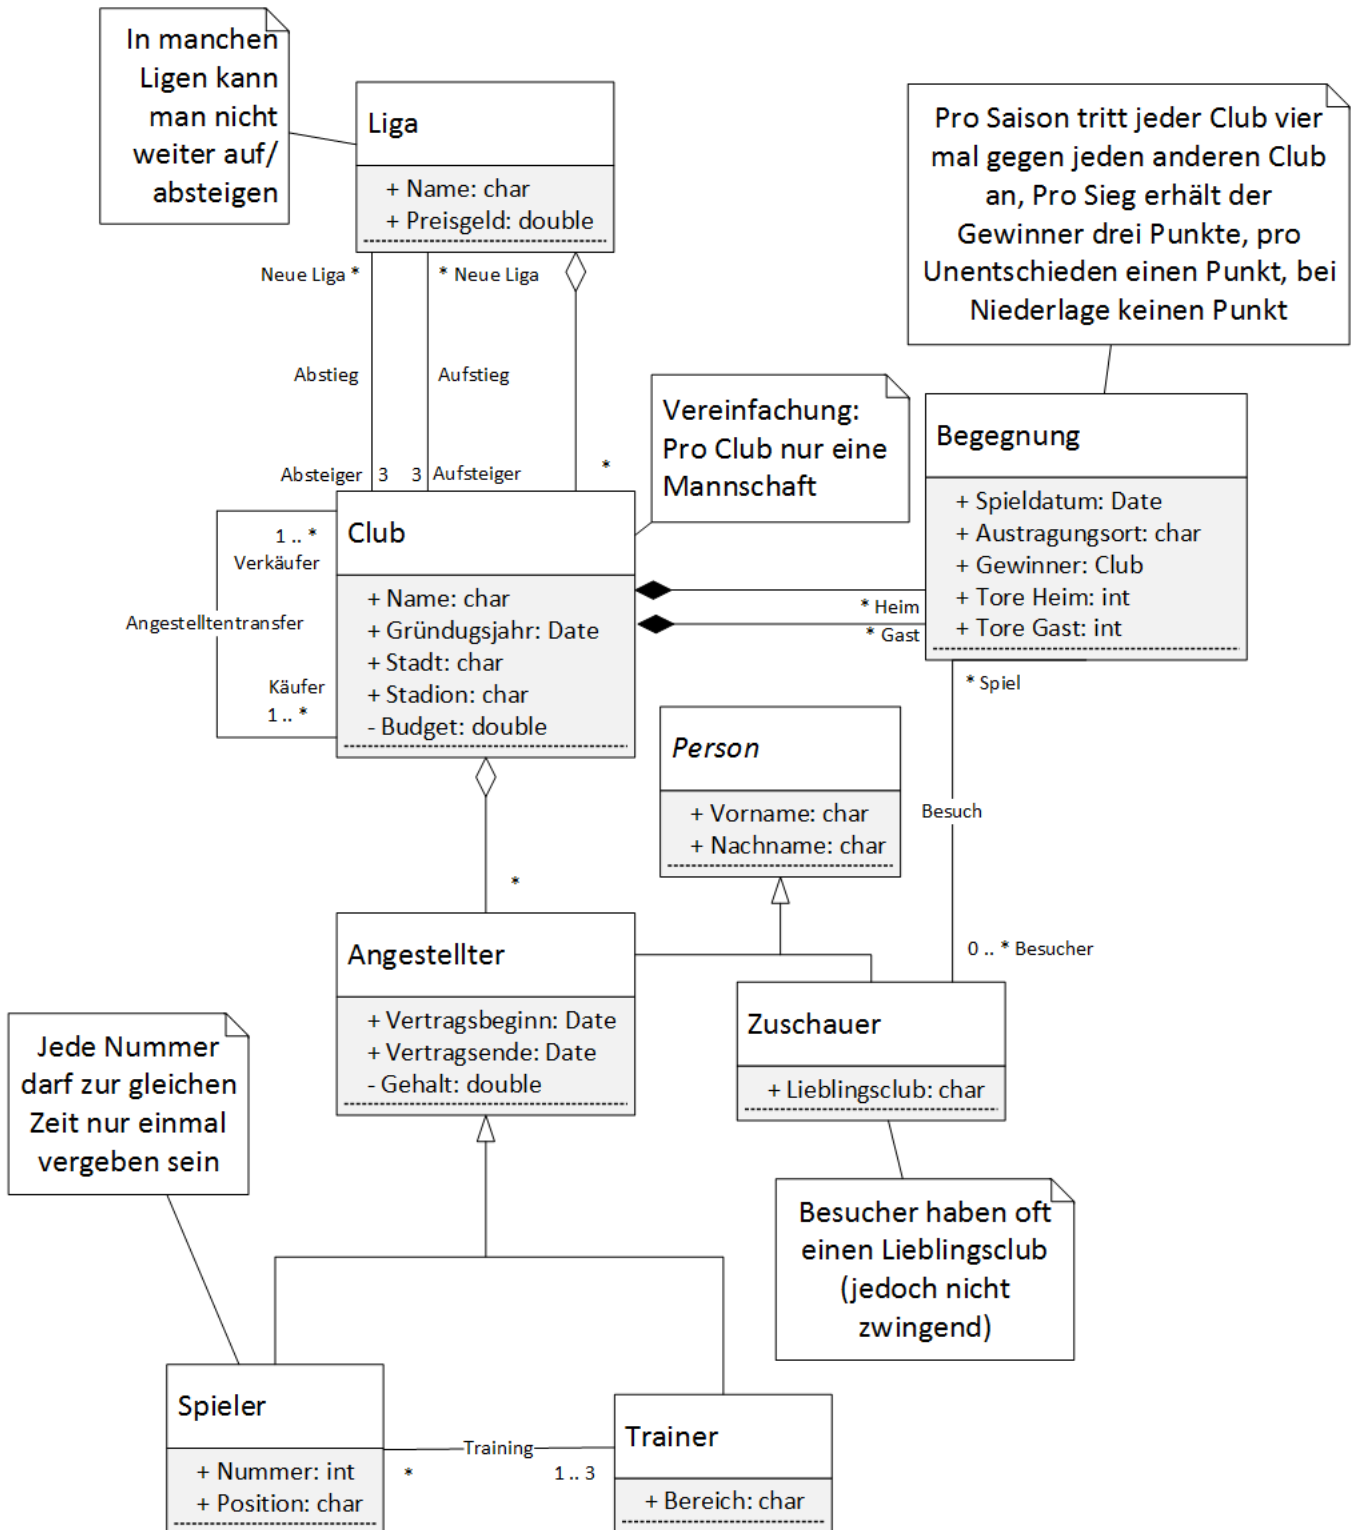 In manchen
Ligen kann
man nicht
weiter auf/
absteigen
Liga
+ Name: char
+ Preisgeld: double
Pro Saison tritt jeder Club vier
mal gegen jeden anderen Club
an, Pro Sieg erhält der
Gewinner drei Punkte, pro
Unentschieden einen Punkt, bei
Niederlage keinen Punkt
Neue Liga *
* Neue Liga
Abstieg
Aufstieg
Absteiger 3
3 Aufsteiger
*
Vereinfachung:
Pro Club nur eine
Mannschaft
Begegnung
+ Spieldatum: Date
+ Austragungsort: char
+ Gewinner: Club
+ Tore Heim: int
+ Tore Gast: int
Club
+ Name: char
+ Gründugsjahr: Date
+ Stadt: char
+ Stadion: char
- Budget: double
1 .. *
Verkäufer
Angestelltentransfer
Käufer
1 .. *
* Heim
* Gast
* Spiel
Person
+ Vorname: char
+ Nachname: char
Besuch
*
0 .. * Besucher
Angestellter
+ Vertragsbeginn: Date
+ Vertragsende: Date
- Gehalt: double
Zuschauer
+ Lieblingsclub: char
Jede Nummer
darf zur gleichen
Zeit nur einmal
vergeben sein
Besucher haben oft
einen Lieblingsclub
(jedoch nicht
zwingend)
Spieler
+ Nummer: int
+ Position: char
Training
*
1 .. 3
Trainer
+ Bereich: char